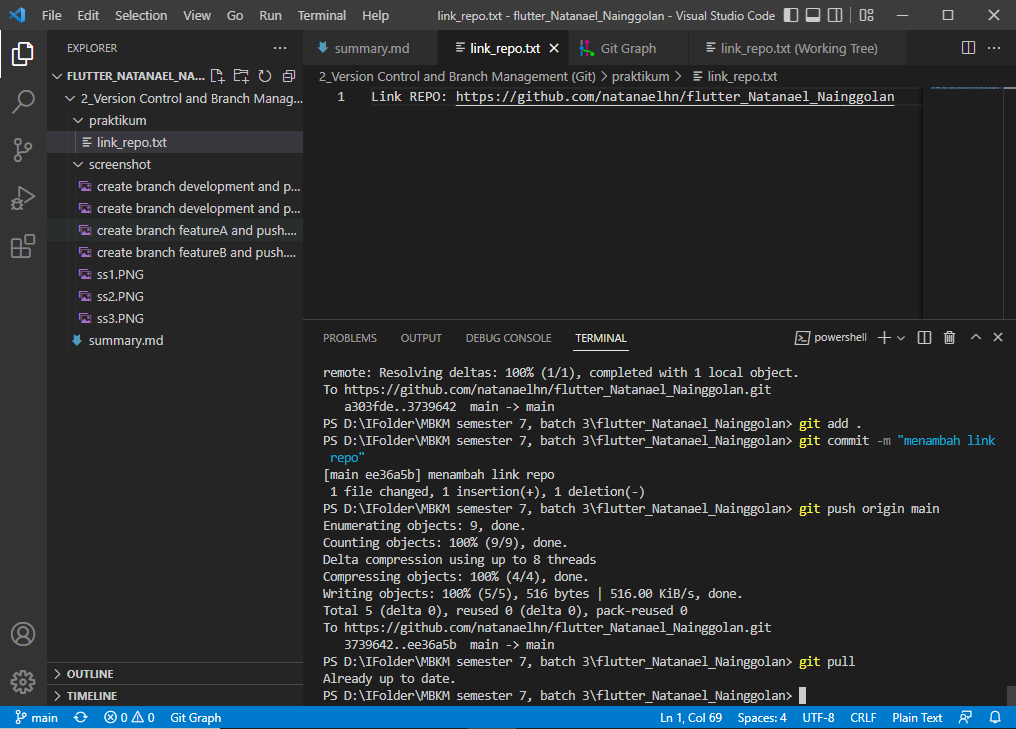 File Edit Selection View Go Run Terminal Help link_repo.txt - flutter_Natanael_Nainggolan - Visual Studio Code
EXPLORER
FLUTTER_NATANAEL_NA...
2_Version Control and Branch Manag...
praktikum
link_repo.txt
screenshot
create branch development and p...
create branch development and p...
create branch featureA and push....
create branch featureB and push....
ss1.PNG
ss2.PNG
ss3.PNG
summary.md
OUTLINE
TIMELINE
summary.md link_repo.txt Git Graph link_repo.txt (Working Tree)
2_Version Control and Branch Management (Git) > praktikum > link_repo.txt
1 Link REPO: https://github.com/natanaelhn/flutter_Natanael_Nainggolan
PROBLEMS OUTPUT DEBUG CONSOLE TERMINAL powershell
remote: Resolving deltas: 100% (1/1), completed with 1 local object.
To https://github.com/natanaelhn/flutter_Natanael_Nainggolan.git
a303fde..3739642 main -> main
PS D:\IFolder\MBKM semester 7, batch 3\flutter_Natanael_Nainggolan> git add .
PS D:\IFolder\MBKM semester 7, batch 3\flutter_Natanael_Nainggolan> git commit -m "menambah link
repo"
[main ee36a5b] menambah link repo
1 file changed, 1 insertion(+), 1 deletion(-)
PS D:\IFolder\MBKM semester 7, batch 3\flutter_Natanael_Nainggolan> git push origin main
Enumerating objects: 9, done.
Counting objects: 100% (9/9), done.
Delta compression using up to 8 threads
Compressing objects: 100% (4/4), done.
Writing objects: 100% (5/5), 516 bytes | 516.00 KiB/s, done.
Total 5 (delta 0), reused 0 (delta 0), pack-reused 0
To https://github.com/natanaelhn/flutter_Natanael_Nainggolan.git
3739642..ee36a5b main -> main
PS D:\IFolder\MBKM semester 7, batch 3\flutter_Natanael_Nainggolan> git pull
Already up to date.
PS D:\IFolder\MBKM semester 7, batch 3\flutter_Natanael_Nainggolan>
main 0 0 Git Graph Ln 1, Col 69 Spaces: 4 UTF-8 CRLF Plain Text